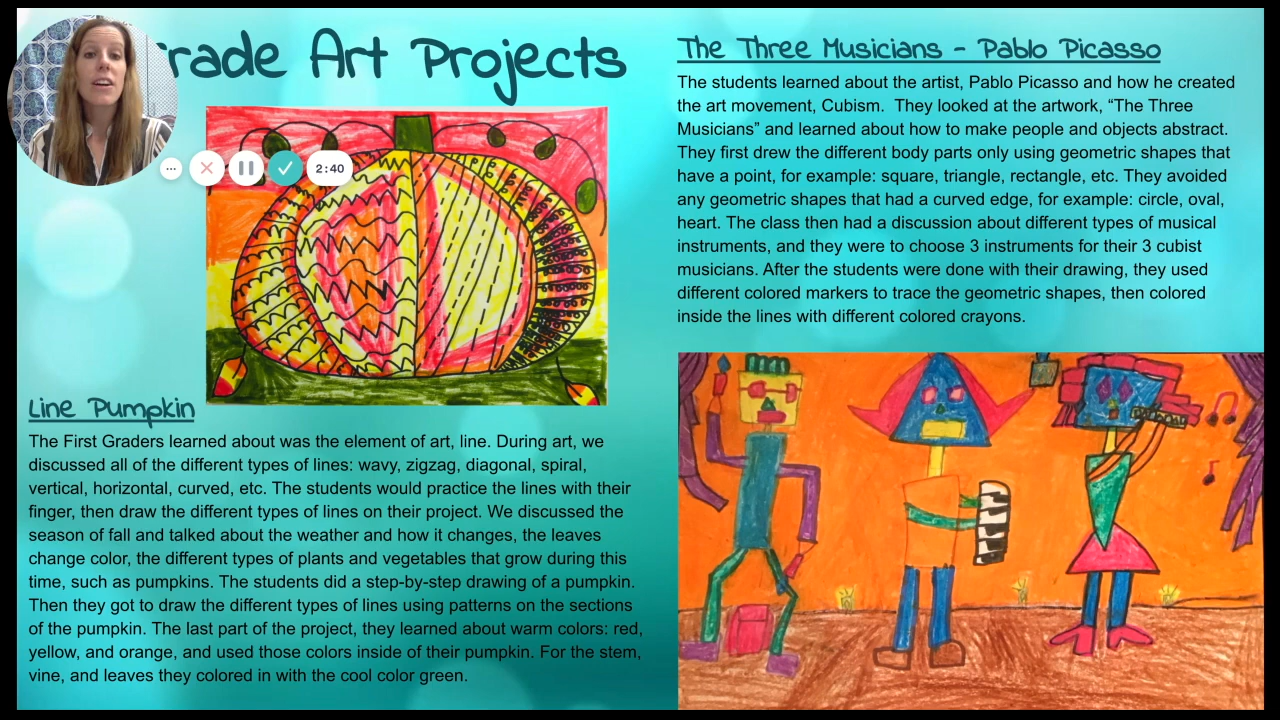 Art Projects
2:40
Line Pumpkin
The First Graders learned about was the element of art, line. During art, we
discussed all of the different types of lines: wavy, zigzag, diagonal, spiral,
vertical, horizontal, curved, etc. The students would practice the lines with their
finger, then draw the different types of lines on their project. We discussed the
season of fall and talked about the weather and how it changes, the leaves
change color, the different types of plants and vegetables that grow during this
time, such as pumpkins. The students did a step-by-step drawing of a pumpkin.
Then they got to draw the different types of lines using patterns on the sections
of the pumpkin. The last part of the project, they learned about warm colors: red,
yellow, and orange, and used those colors inside of their pumpkin. For the stem,
vine, and leaves they colored in with the cool color green.
The Three Musicians - Pablo Picasso
The students learned about the artist, Pablo Picasso and how he created
the art movement, Cubism.  They looked at the artwork, “The Three
Musicians” and learned about how to make people and objects abstract.
They first drew the different body parts only using geometric shapes that
have a point, for example: square, triangle, rectangle, etc. They avoided
any geometric shapes that had a curved edge, for example: circle, oval,
heart. The class then had a discussion about different types of musical
instruments, and they were to choose 3 instruments for their 3 cubist
musicians. After the students were done with their drawing, they used
different colored markers to trace the geometric shapes, then colored
inside the lines with different colored crayons.